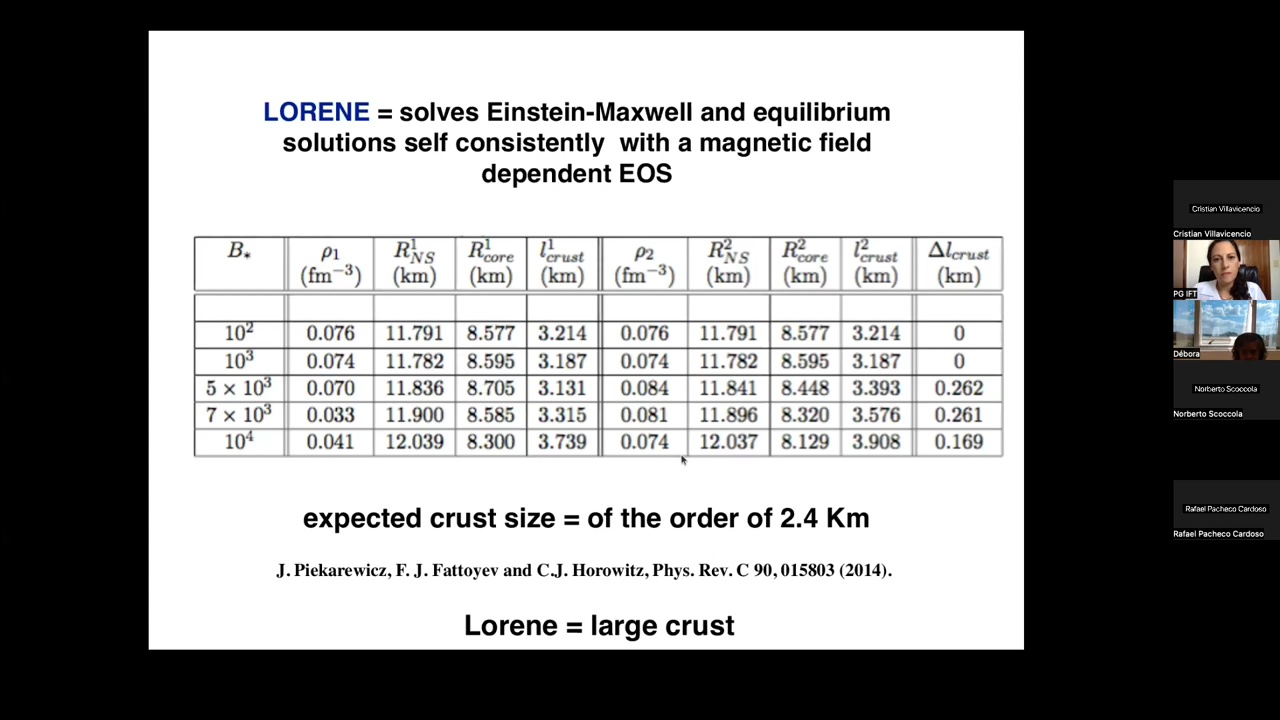 LORENE = solves Einstein-Maxwell and equilibrium
solutions self consistently with a magnetic field
dependent EOS
B* ρ1 (fm−3) R1NS (km) R1core (km) l1crust (km) ρ2 (fm−3) R2NS (km) R2core (km) l2crust (km) Δlcrust (km)
10² 0.076 11.791 8.577 3.214 0.076 11.791 8.577 3.214 0
10³ 0.074 11.782 8.595 3.187 0.074 11.782 8.595 3.187 0
5 × 10³ 0.070 11.836 8.705 3.131 0.084 11.841 8.448 3.393 0.262
7 × 10³ 0.033 11.900 8.585 3.315 0.081 11.896 8.320 3.576 0.261
10⁴ 0.041 12.039 8.300 3.739 0.074 12.037 8.129 3.908 0.169
expected crust size = of the order of 2.4 Km
J. Piekarewicz, F. J. Fattoyev and C.J. Horowitz, Phys. Rev. C 90, 015803 (2014).
Lorene = large crust
Cristian Villavicencio
Cristian Villavicencio
PG IFT
Débora
Norberto Scoccola
Norberto Scoccola
Rafael Pacheco Cardoso
Rafael Pacheco Cardoso